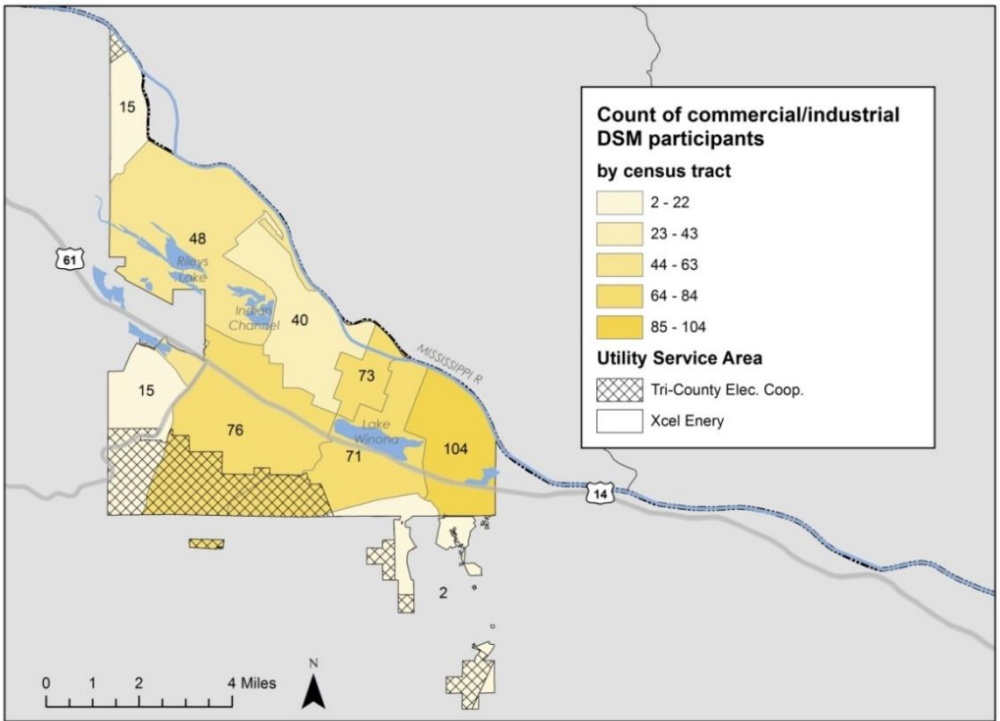 15
48
Rileys
Lake
61
Indian
Channel
40
MISSISSIPPI R
73
15
76
Lake
Winona
71
104
14
2
Count of commercial/industrial
DSM participants
by census tract
2 - 22
23 - 43
44 - 63
64 - 84
85 - 104
Utility Service Area
Tri-County Elec. Coop.
Xcel Enery
0 1 2 4 Miles
N